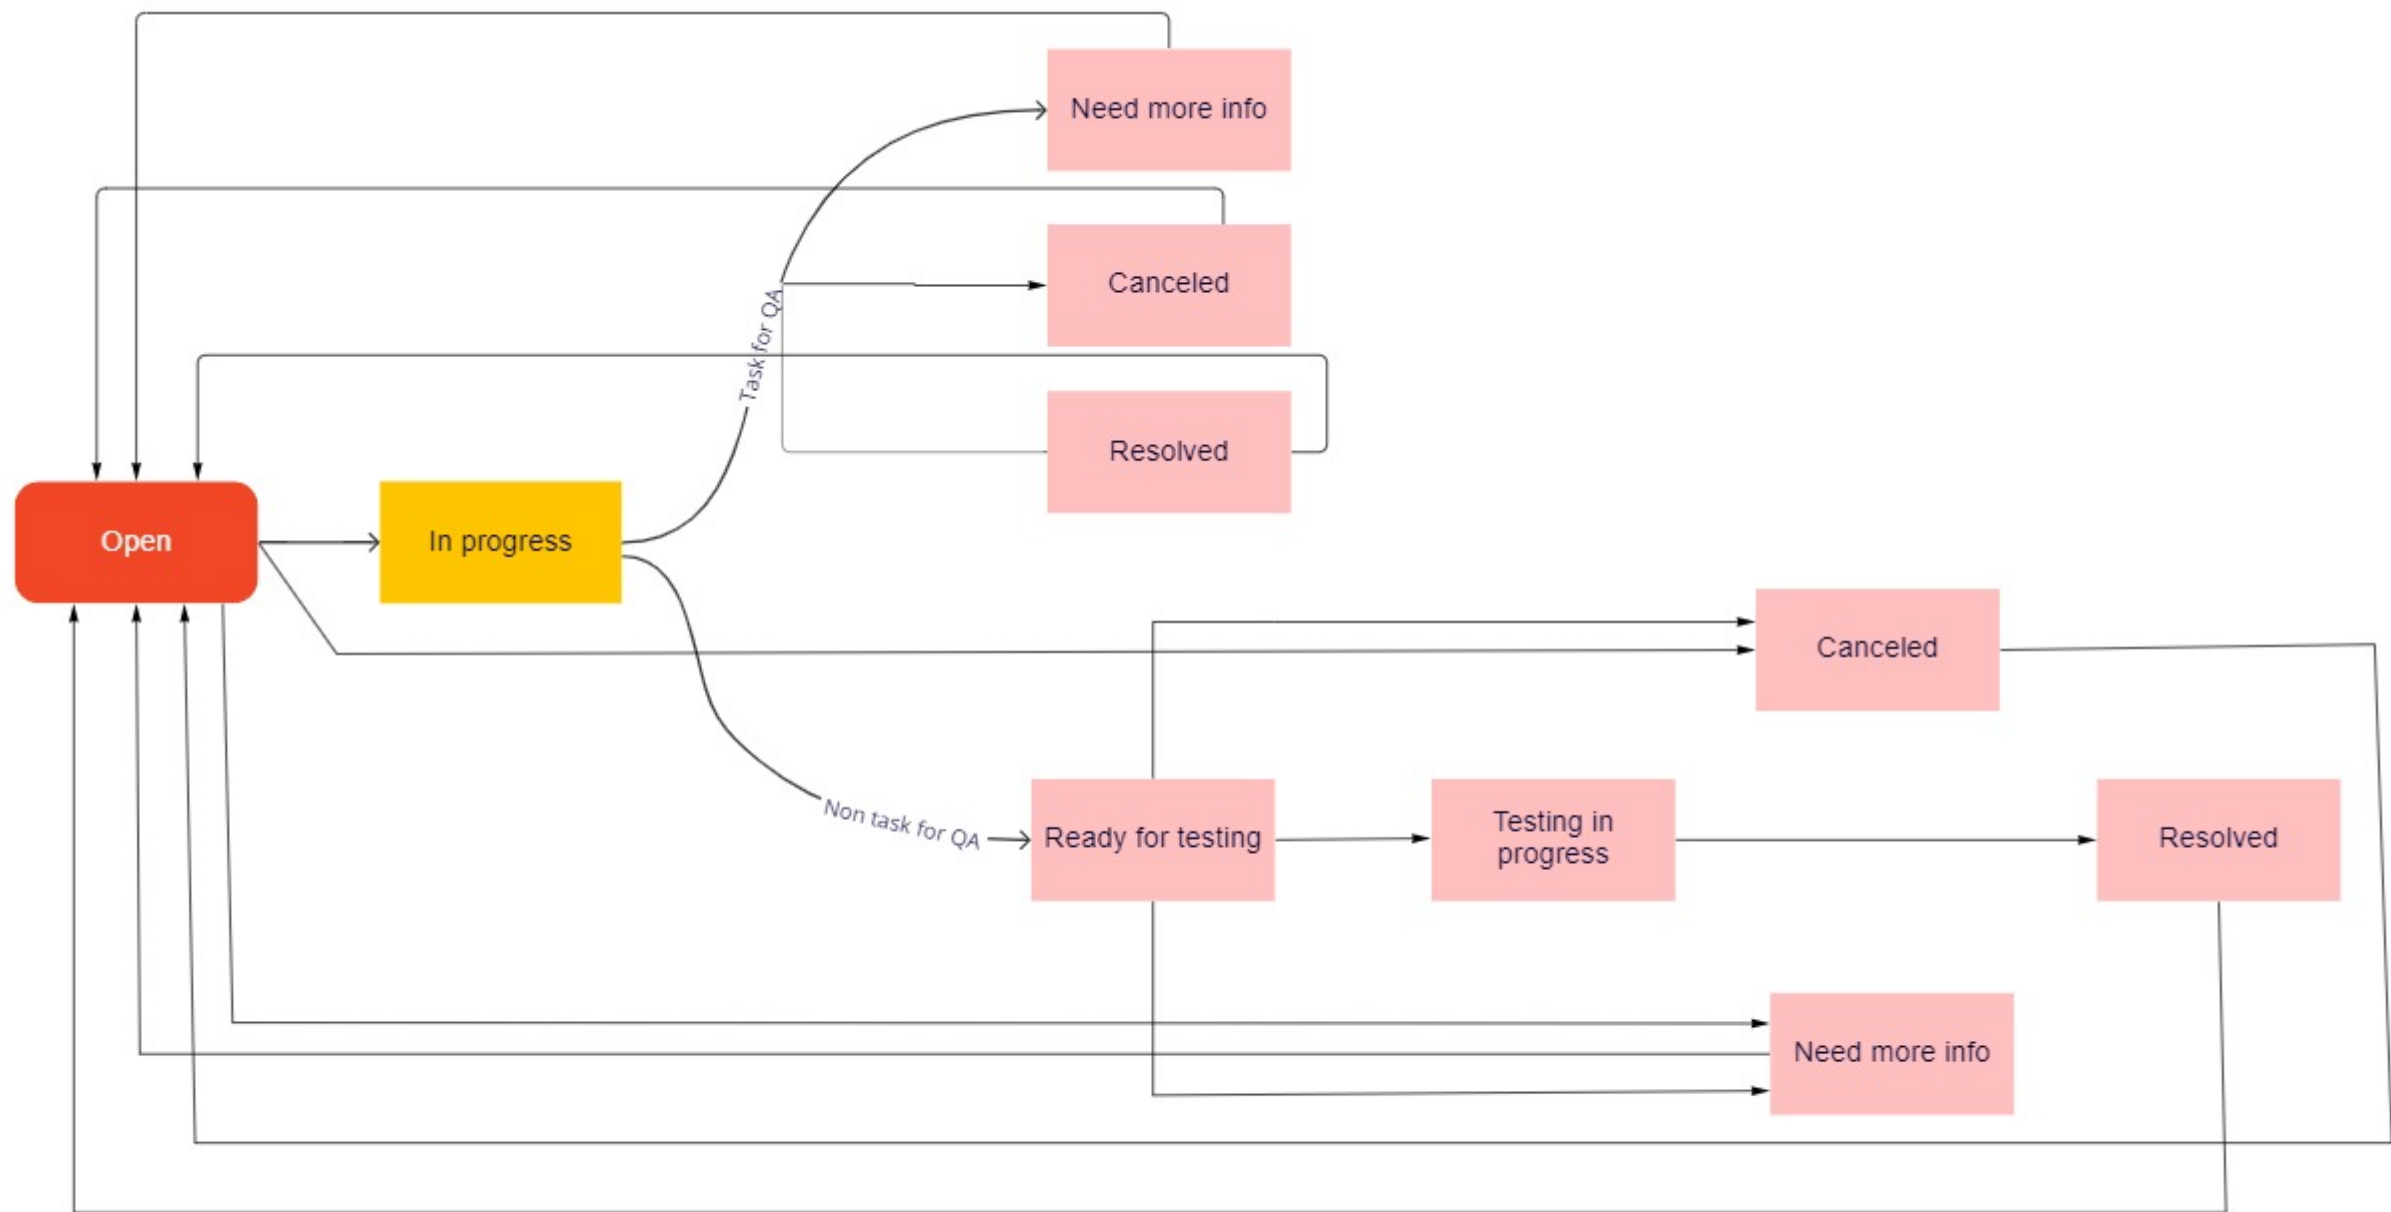 Need more info
Canceled
Task for QA
Resolved
Open
In progress
Canceled
Non task for QA
Ready for testing
Testing in
progress
Resolved
Need more info